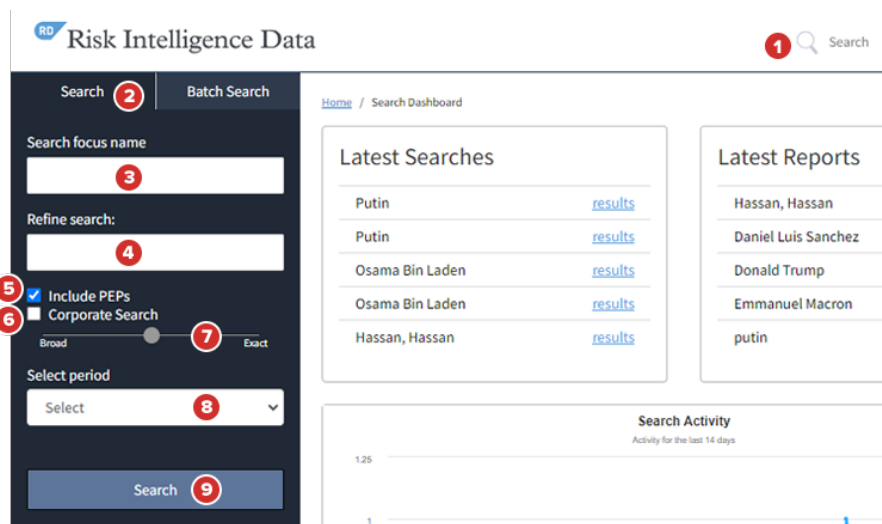 RD Risk Intelligence Data
1 Search
Search 2 Batch Search
Home / Search Dashboard
Search focus name
3
Refine search:
4
5 Include PEPs
6 Corporate Search
7
Broad Exact
Select period
Select 8
Search 9
Latest Searches
Putin results
Putin results
Osama Bin Laden results
Osama Bin Laden results
Hassan, Hassan results
Latest Reports
Hassan, Hassan
Daniel Luis Sanchez
Donald Trump
Emmanuel Macron
putin
Search Activity
Activity for the last 14 days
1.25
1